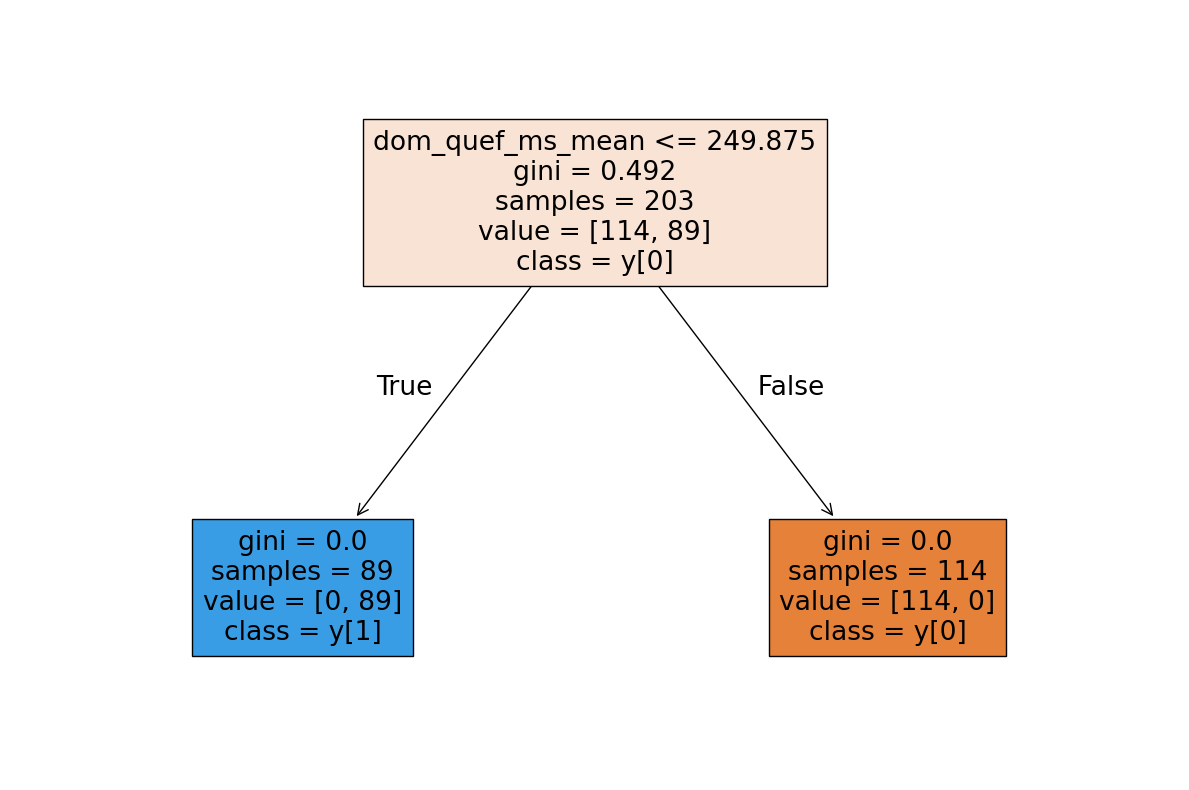 dom_quef_ms_mean <= 249.875
gini = 0.492
samples = 203
value = [114, 89]
class = y[0]
True
False
gini = 0.0
samples = 89
value = [0, 89]
class = y[1]
gini = 0.0
samples = 114
value = [114, 0]
class = y[0]